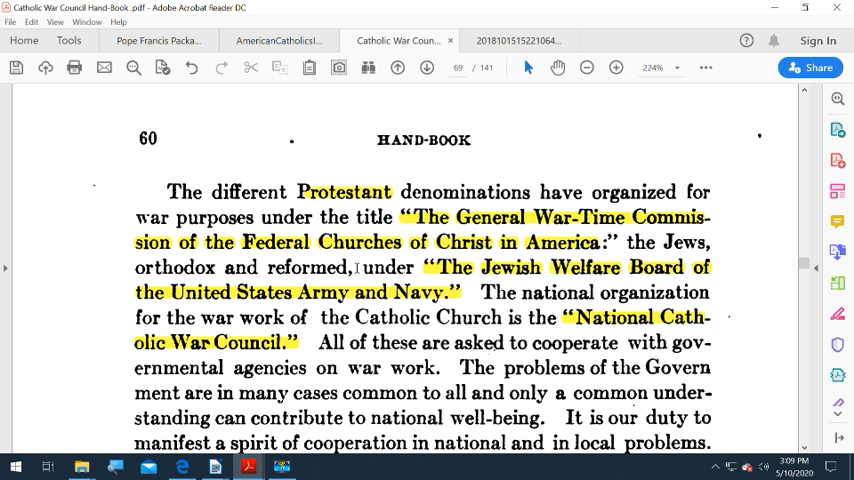 Catholic War Council Hand-Book .pdf - Adobe Acrobat Reader DC
File Edit View Window Help
Home Tools Pope Francis Packa... AmericanCatholicsI... Catholic War Coun... × 2018101515221064... Sign In
69 / 141 224% Share
60 HAND-BOOK
The different Protestant denominations have organized for
war purposes under the title “The General War-Time Commis-
sion of the Federal Churches of Christ in America:” the Jews,
orthodox and reformed, under “The Jewish Welfare Board of
the United States Army and Navy.” The national organization
for the war work of the Catholic Church is the “National Cath-
olic War Council.” All of these are asked to cooperate with gov-
ernmental agencies on war work. The problems of the Govern
ment are in many cases common to all and only a common under-
standing can contribute to national well-being. It is our duty to
manifest a spirit of cooperation in national and in local problems.
3:09 PM
5/10/2020